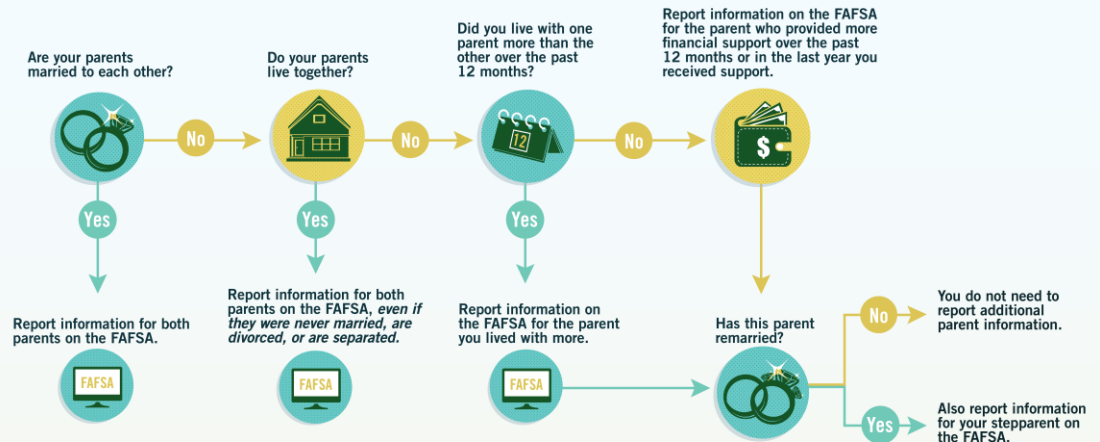 Are your parents
married to each other?
Do your parents
live together?
Did you live with one
parent more than the
other over the past
12 months?
Report information on the FAFSA
for the parent who provided more
financial support over the past
12 months or in the last year you
received support.
No
No
12
No
$
Yes
Yes
Yes
Report information for both
parents on the FAFSA.
FAFSA
Report information for both
parents on the FAFSA, even if
they were never married, are
divorced, or are separated.
FAFSA
Report information on
the FAFSA for the parent
you lived with more.
FAFSA
Has this parent
remarried?
No
You do not need to
report additional
parent information.
Yes
Also report information
for your stepparent on
the FAFSA.